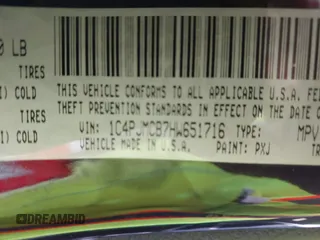 0 LB
THIS VEHICLE CONFORMS TO ALL APPLICABLE U.S.A. FE
TIRES
I) COLD
THEFT PREVENTION STANDARDS IN EFFECT ON THE DATE O
VIN: 1C4PJMCB7HW651716 TYPE: MPV
TIRES
VEHICLE MADE IN U.S.A. PAINT: PXJ
I) COLD
DREAMBID